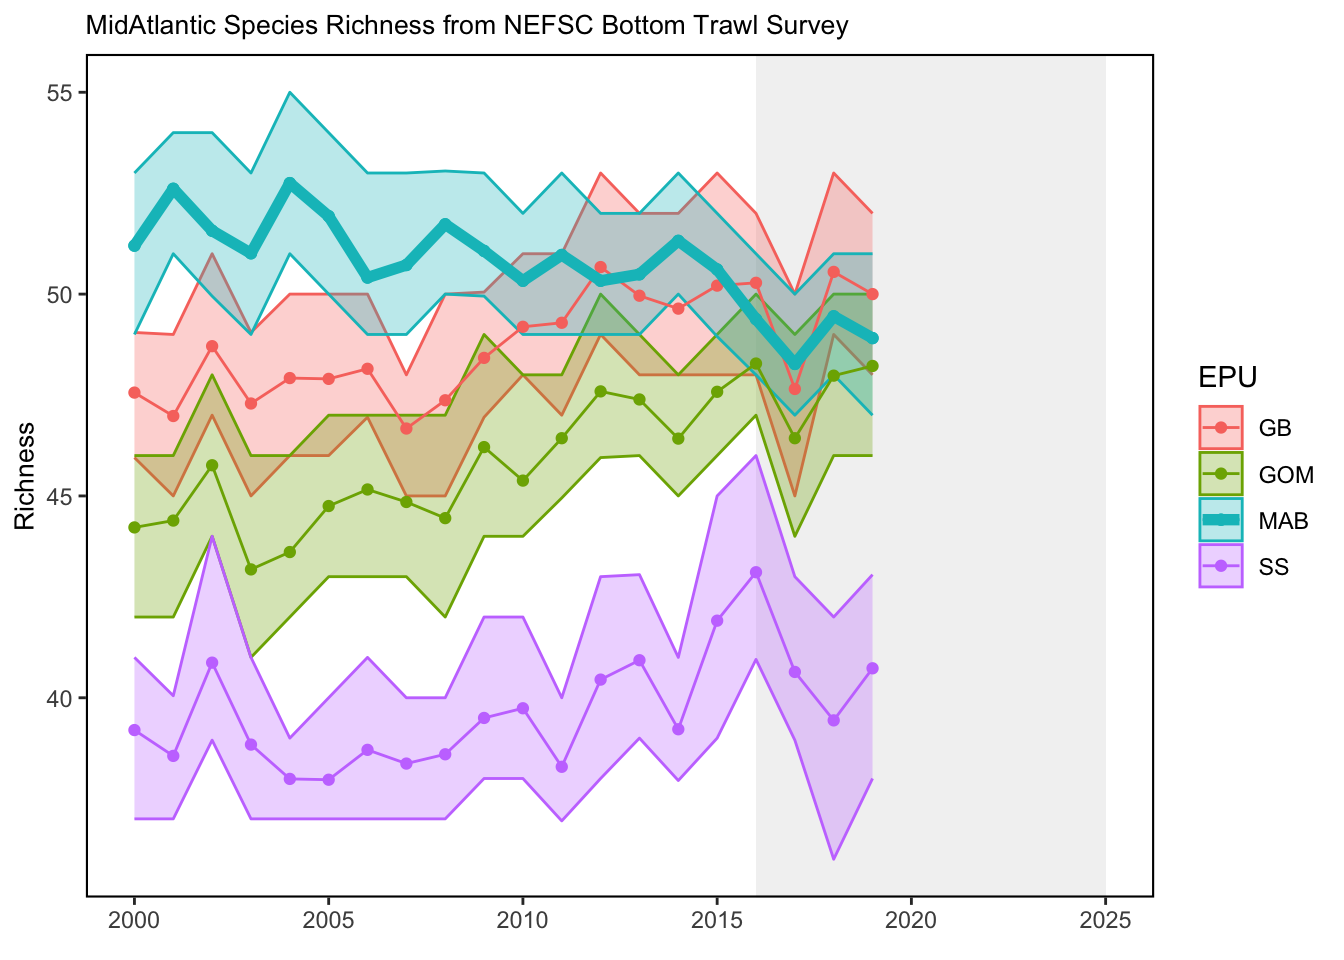 MidAtlantic Species Richness from NEFSC Bottom Trawl Survey
55
50
45
40
Richness
2000 2005 2010 2015 2020 2025
EPU
GB
GOM
MAB
SS